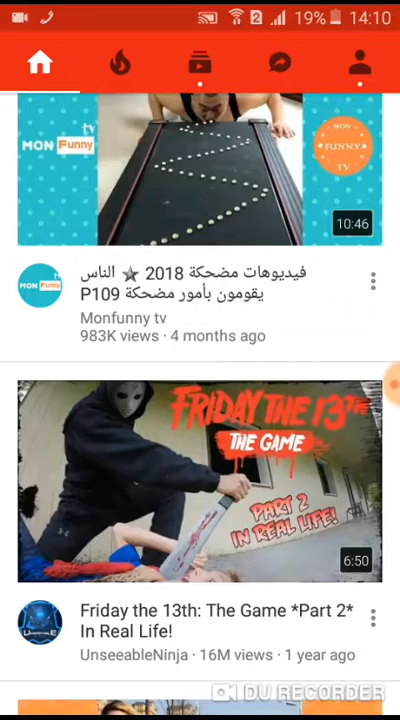 19% 14:10
MON Funny tv
MON
FUNNY
TV
10:46
MON Funny
فيديوهات مضحكة 2018 ★ الناس
يقومون بأمور مضحكة P109
Monfunny tv
983K views · 4 months ago
FRIDAY THE 13TH
THE GAME
PART 2
IN REAL LIFE!
6:50
Friday the 13th: The Game *Part 2*
In Real Life!
UnseeableNinja · 16M views · 1 year ago
DU RECORDER